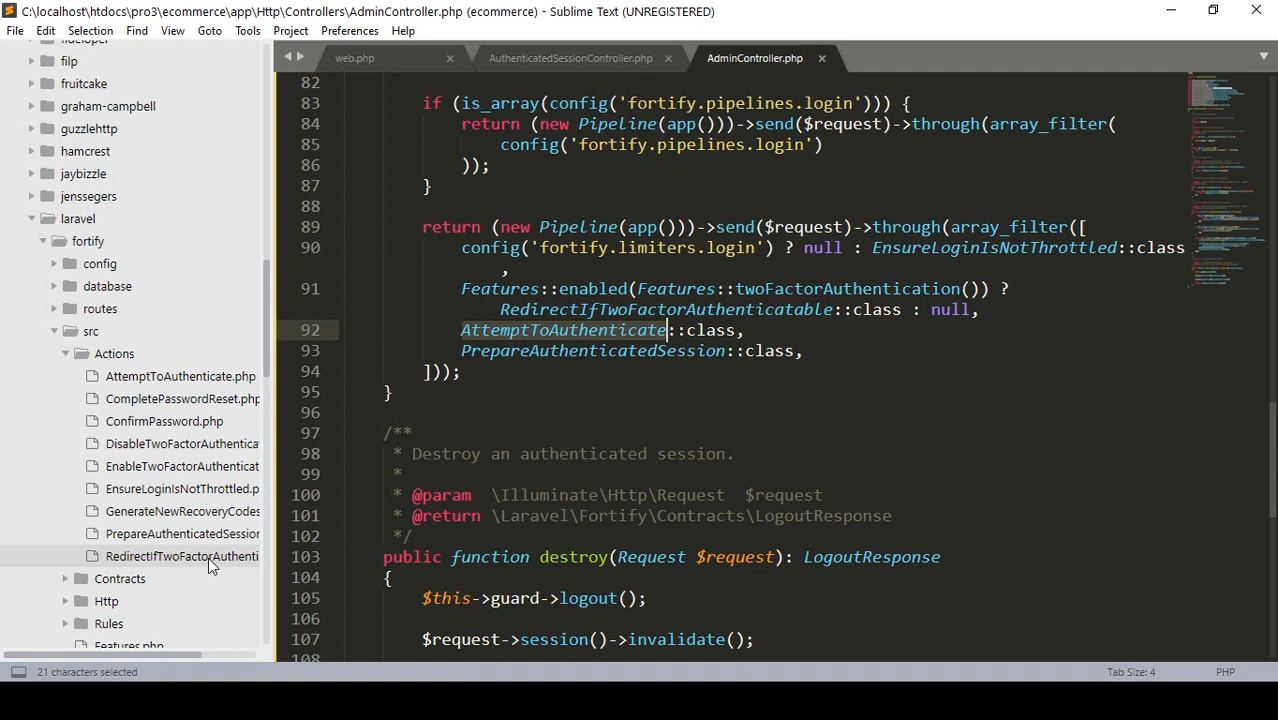 C:\localhost\htdocs\pro3\ecommerce\app\Http\Controllers\AdminController.php (ecommerce) - Sublime Text (UNREGISTERED)
File Edit Selection Find View Goto Tools Project Preferences Help
web.php
AuthenticatedSessionController.php
AdminController.php
filp
fruitcake
graham-campbell
guzzlehttp
hamcrest
jaybizzle
jenssegers
laravel
fortify
config
database
routes
src
Actions
AttemptToAuthenticate.php
CompletePasswordReset.php
ConfirmPassword.php
DisableTwoFactorAuthentica
EnableTwoFactorAuthenticat
EnsureLoginIsNotThrottled.p
GenerateNewRecoveryCodes
PrepareAuthenticatedSession
RedirectIfTwoFactorAuthenti
Contracts
Http
Rules
Features.php
82
83 if (is_array(config('fortify.pipelines.login'))) {
84 return (new Pipeline(app()))->send($request)->through(array_filter(
85 config('fortify.pipelines.login')
86 ));
87 }
88
89 return (new Pipeline(app()))->send($request)->through(array_filter([
90 config('fortify.limiters.login') ? null : EnsureLoginIsNotThrottled::class
,
91 Features::enabled(Features::twoFactorAuthentication()) ?
RedirectIfTwoFactorAuthenticatable::class : null,
92 AttemptToAuthenticate::class,
93 PrepareAuthenticatedSession::class,
94 ]));
95 }
96
97 /**
98 * Destroy an authenticated session.
99 *
100 * @param \Illuminate\Http\Request $request
101 * @return \Laravel\Fortify\Contracts\LogoutResponse
102 */
103 public function destroy(Request $request): LogoutResponse
104 {
105 $this->guard->logout();
106
107 $request->session()->invalidate();
108
21 characters selected
Tab Size: 4
PHP